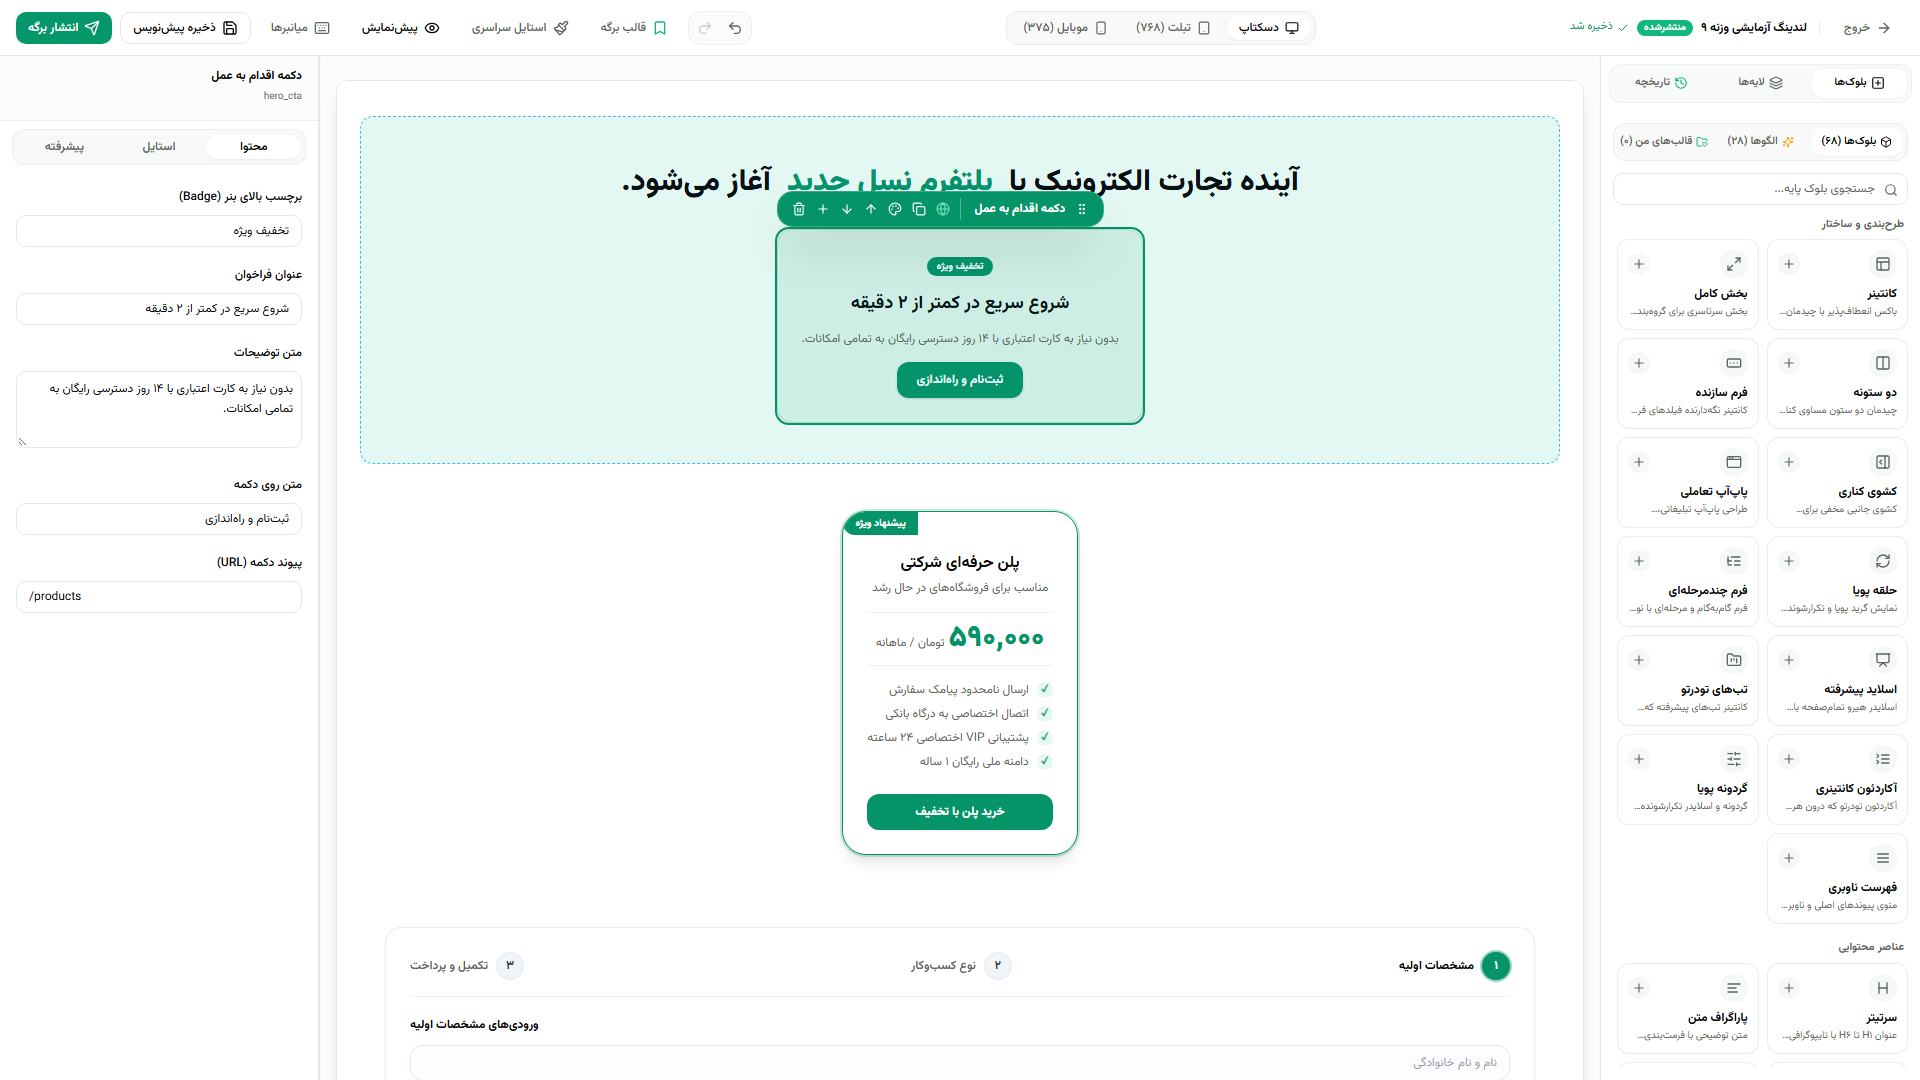 خروج
لندینگ آزمایشی وزنه ۹
منتشرشده
ذخیره شد
دسکتاپ
تبلت (۷۶۸)
موبایل (۳۷۵)
قالب برگه
استایل سراسری
پیش‌نمایش
میانبرها
ذخیره پیش‌نویس
انتشار برگه
بلوک‌ها
لایه‌ها
تاریخچه
بلوک‌ها (۶۸)
الگوها (۲۸)
قالب‌های من (۰)
جستجوی بلوک پایه...
طرح‌بندی و ساختار
کانتینر
باکس انعطاف‌پذیر با چیدمان...
بخش کامل
بخش سرتاسری برای گروه‌بند...
دو ستونه
چیدمان دو ستون مساوی کنا...
فرم سازنده
کانتینر نگه‌دارنده فیلدهای فر...
کشوی کناری
کشوی جانبی مخفی برای...
پاپ‌آپ تعاملی
طراحی پاپ‌آپ تبلیغاتی،...
حلقه پویا
نمایش گرید پویا و تکرارشوند...
فرم چندمرحله‌ای
فرم گام‌به‌گام و مرحله‌ای با نو...
اسلاید پیشرفته
اسلایدر هیرو تمام‌صفحه با...
تب‌های تودرتو
کانتینر تب‌های پیشرفته که...
آکاردئون کانتینری
آکاردئون تودرتو که درون هر...
گردونه پویا
گردونه و اسلایدر تکرارشونده...
فهرست ناوبری
منوی پیوندهای اصلی و ناوبر...
عناصر محتوایی
سرتیتر
عنوان H1 تا H6 با تایپوگرافی...
پاراگراف متن
متن توضیحی با فرمت‌بندی...
آینده تجارت الکترونیک با پلتفرم نسل جدید آغاز می‌شود.
دکمه اقدام به عمل
تخفیف ویژه
شروع سریع در کمتر از ۲ دقیقه
بدون نیاز به کارت اعتباری با ۱۴ روز دسترسی رایگان به تمامی امکانات.
ثبت‌نام و راه‌اندازی
پیشنهاد ویژه
پلن حرفه‌ای شرکتی
مناسب برای فروشگاه‌های در حال رشد
۵۹۰,۰۰۰ تومان / ماهانه
ارسال نامحدود پیامک سفارش
اتصال اختصاصی به درگاه بانکی
پشتیبانی VIP اختصاصی ۲۴ ساعته
دامنه ملی رایگان ۱ ساله
خرید پلن با تخفیف
۱ مشخصات اولیه
۲ نوع کسب‌وکار
۳ تکمیل و پرداخت
ورودی‌های مشخصات اولیه
نام و نام خانوادگی
دکمه اقدام به عمل
hero_cta
محتوا
استایل
پیشرفته
برچسب بالای بنر (Badge)
تخفیف ویژه
عنوان فراخوان
شروع سریع در کمتر از ۲ دقیقه
متن توضیحات
بدون نیاز به کارت اعتباری با ۱۴ روز دسترسی رایگان به
تمامی امکانات.
متن روی دکمه
ثبت‌نام و راه‌اندازی
پیوند دکمه (URL)
/products